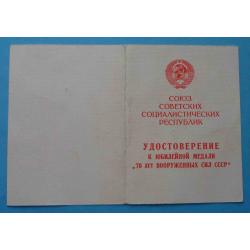 СОЮЗ
СОВЕТСКИХ
СОЦИАЛИСТИЧЕСКИХ
РЕСПУБЛИК
УДОСТОВЕРЕНИЕ
К ЮБИЛЕЙНОЙ МЕДАЛИ
„70 ЛЕТ ВООРУЖЕННЫХ СИЛ СССР"